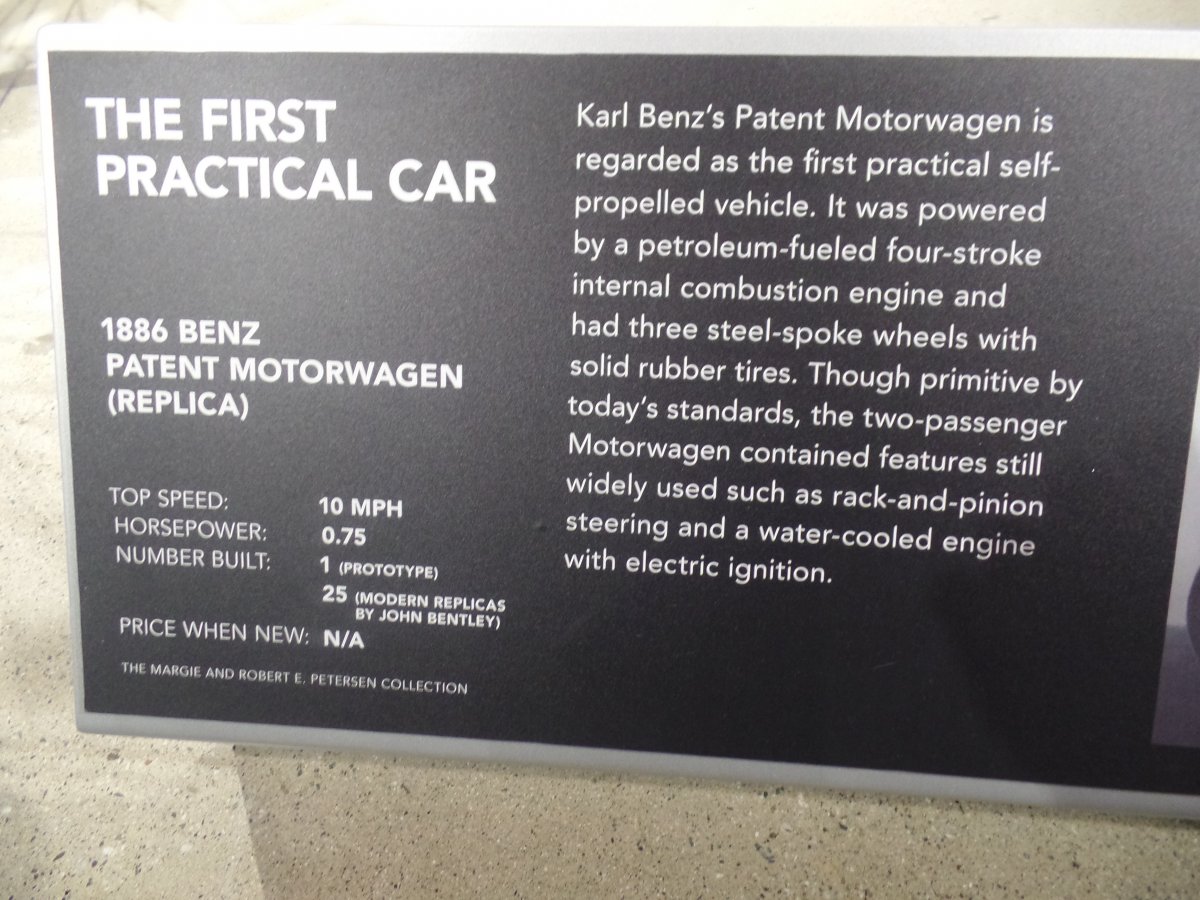 THE FIRST
PRACTICAL CAR
1886 BENZ
PATENT MOTORWAGEN
(REPLICA)
TOP SPEED: 10 MPH
HORSEPOWER: 0.75
NUMBER BUILT: 1 (PROTOTYPE)
25 (MODERN REPLICAS
BY JOHN BENTLEY)
PRICE WHEN NEW: N/A
THE MARGIE AND ROBERT E. PETERSEN COLLECTION
Karl Benz's Patent Motorwagen is
regarded as the first practical self-
propelled vehicle. It was powered
by a petroleum-fueled four-stroke
internal combustion engine and
had three steel-spoke wheels with
solid rubber tires. Though primitive by
today's standards, the two-passenger
Motorwagen contained features still
widely used such as rack-and-pinion
steering and a water-cooled engine
with electric ignition.